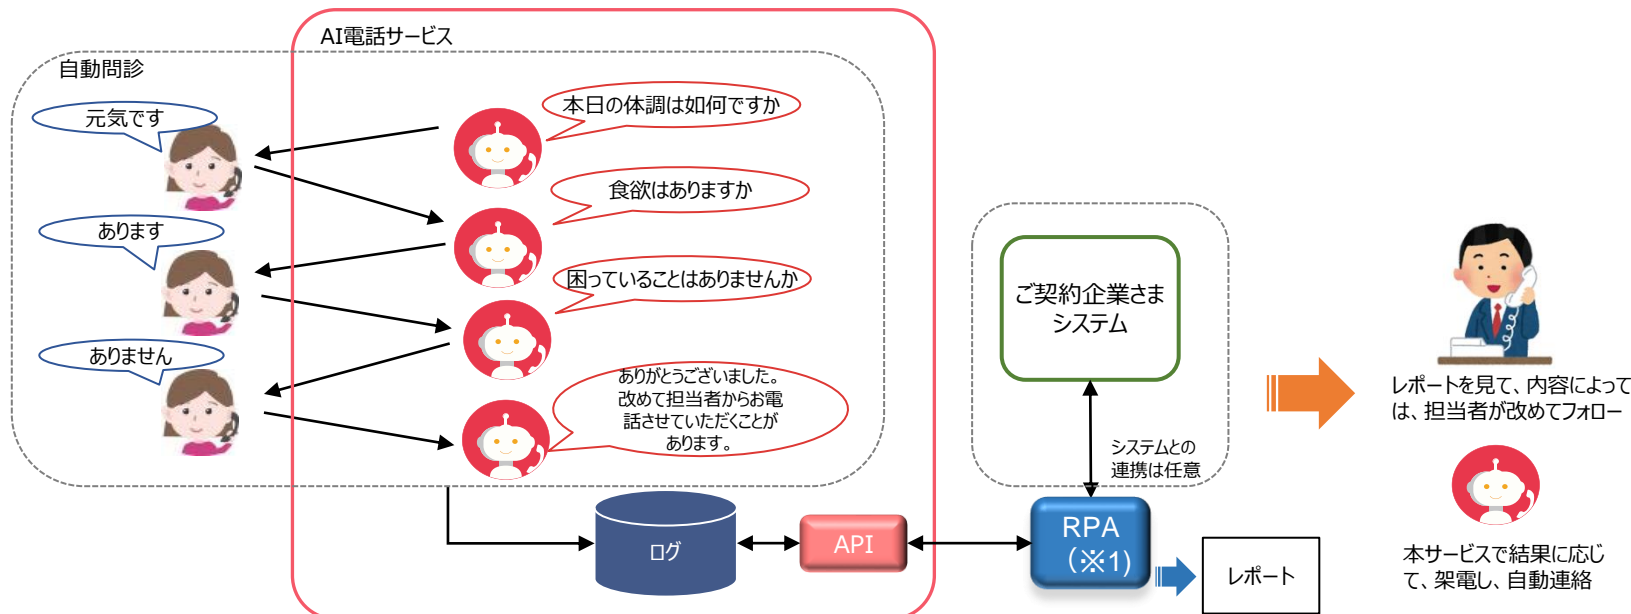 AI電話サービス
自動問診
元気です
本日の体調は如何ですか
食欲はありますか
あります
困っていることはありませんか
ありません
ありがとうございました。
改めて担当者からお電
話させていただくことが
あります。
ログ
API
ご契約企業さま
システム
システムとの
連携は任意
RPA
(※1)
レポート
レポートを見て、内容によって
は、担当者が改めてフォロー
本サービスで結果に応じ
て、架電し、自動連絡